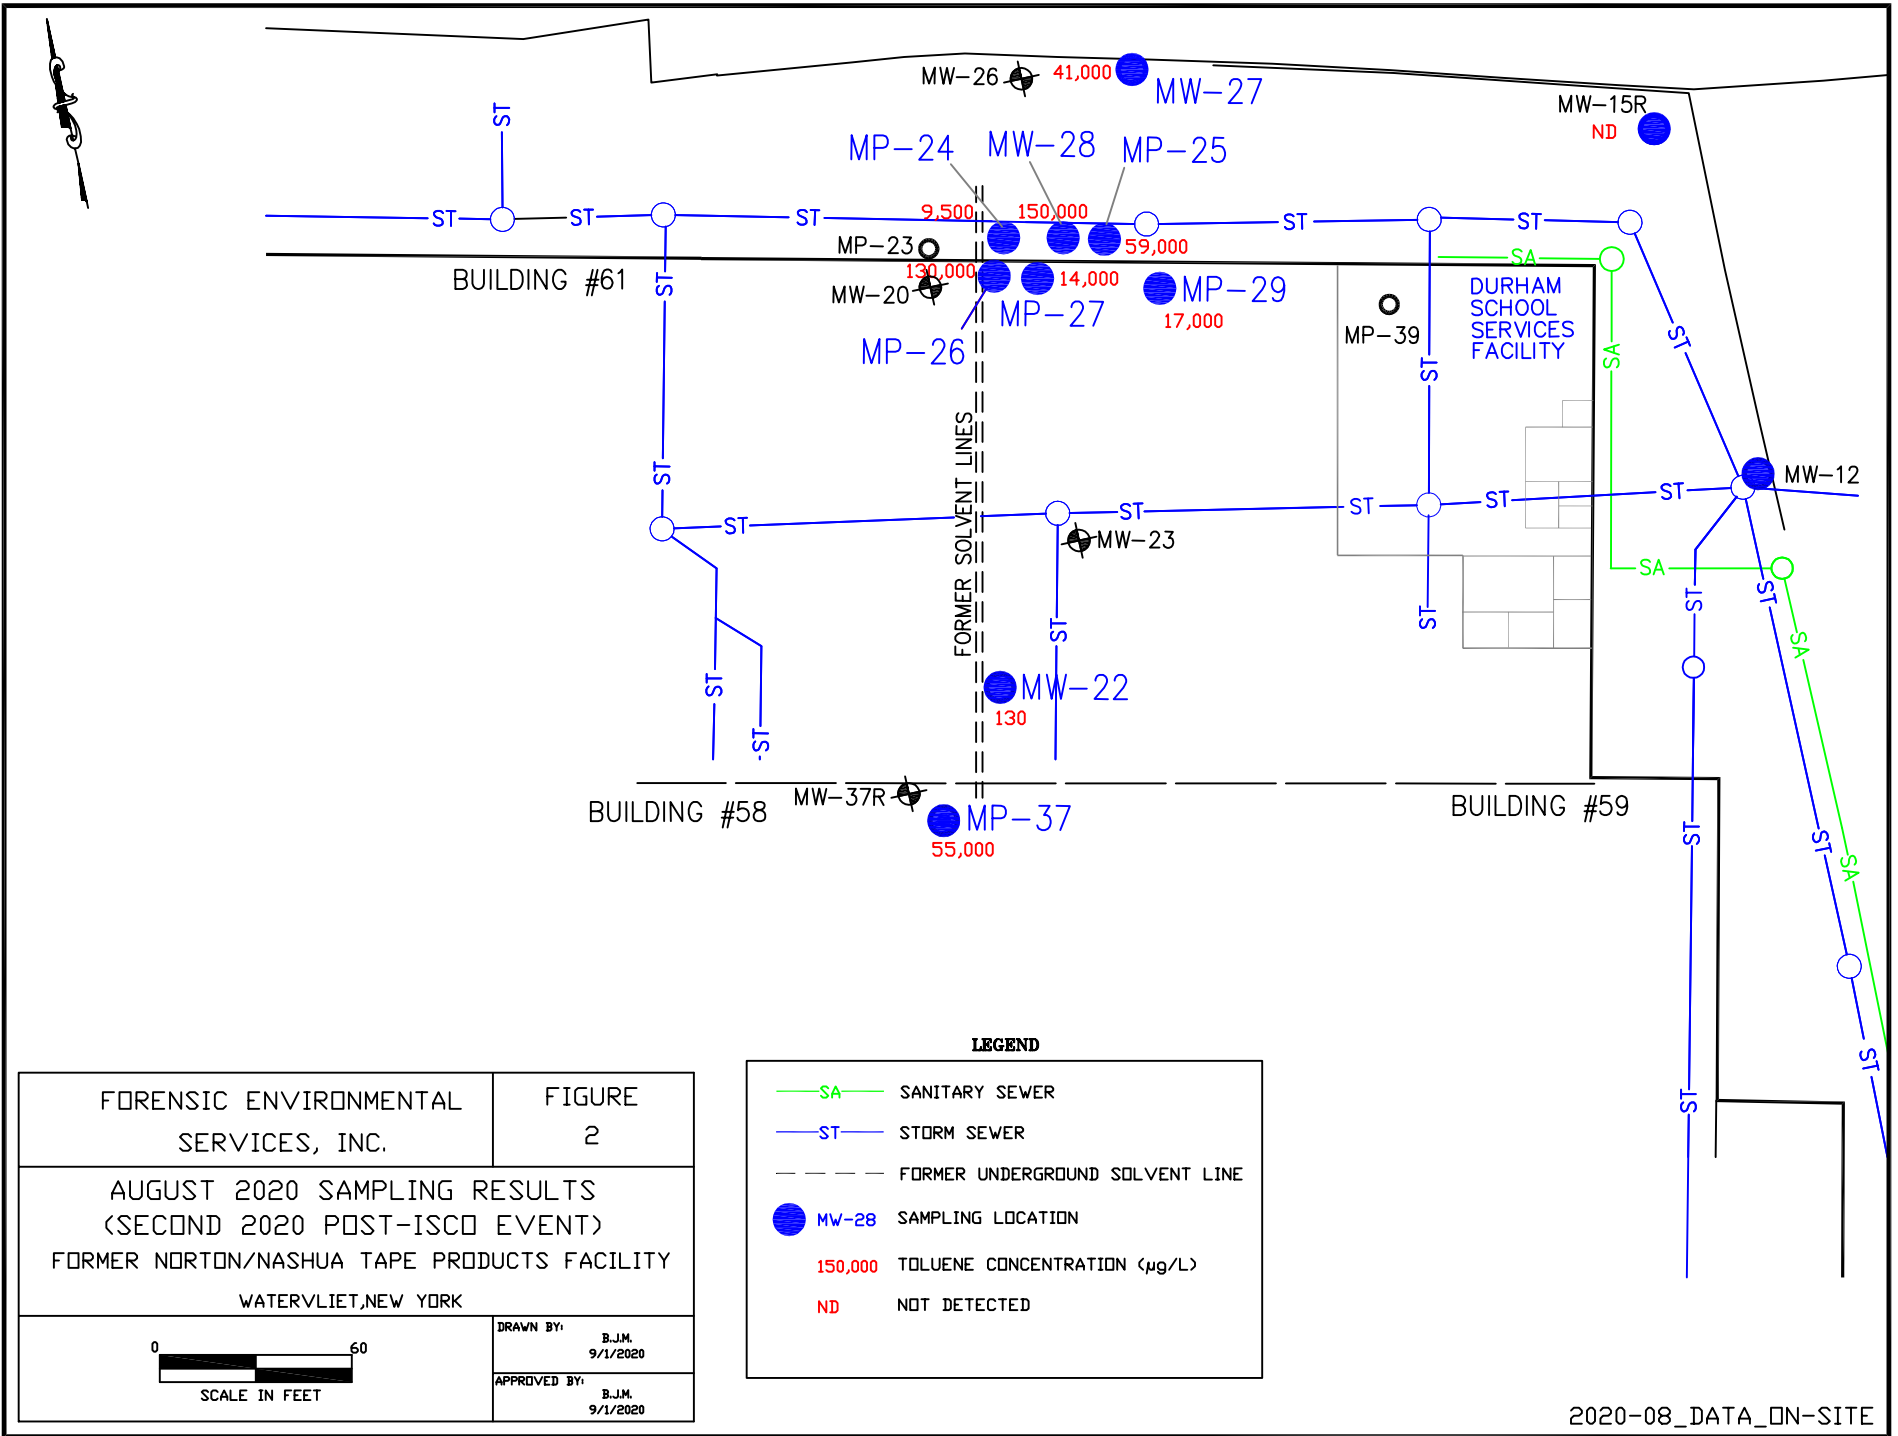 MW-26
41,000
MW-27
MW-15R
ND
ST
MP-24
MW-28
MP-25
9,500
150,000
ST
ST
ST
ST
ST
MP-23
59,000
SA
BUILDING #61
ST
130,000
14,000
MW-20
MP-27
MP-29
17,000
MP-26
DURHAM
SCHOOL
SERVICES
FACILITY
MP-39
ST
ST
SA
FORMER SOLVENT LINES
ST
MW-12
ST
ST
ST
ST
ST
MW-23
SA
ST
ST
ST
ST
SA
ST
MW-22
130
ST
MW-37R
BUILDING #58
MP-37
55,000
BUILDING #59
ST
ST
SA
ST
ST
LEGEND
SA SANITARY SEWER
ST STORM SEWER
FORMER UNDERGROUND SOLVENT LINE
MW-28 SAMPLING LOCATION
150,000 TOLUENE CONCENTRATION (µg/L)
ND NOT DETECTED
FORENSIC ENVIRONMENTAL
SERVICES, INC.
FIGURE
2
AUGUST 2020 SAMPLING RESULTS
(SECOND 2020 POST-ISCO EVENT)
FORMER NORTON/NASHUA TAPE PRODUCTS FACILITY
WATERVLIET,NEW YORK
0 60
SCALE IN FEET
DRAWN BY:
B.J.M.
9/1/2020
APPROVED BY:
B.J.M.
9/1/2020
2020-08_DATA_ON-SITE